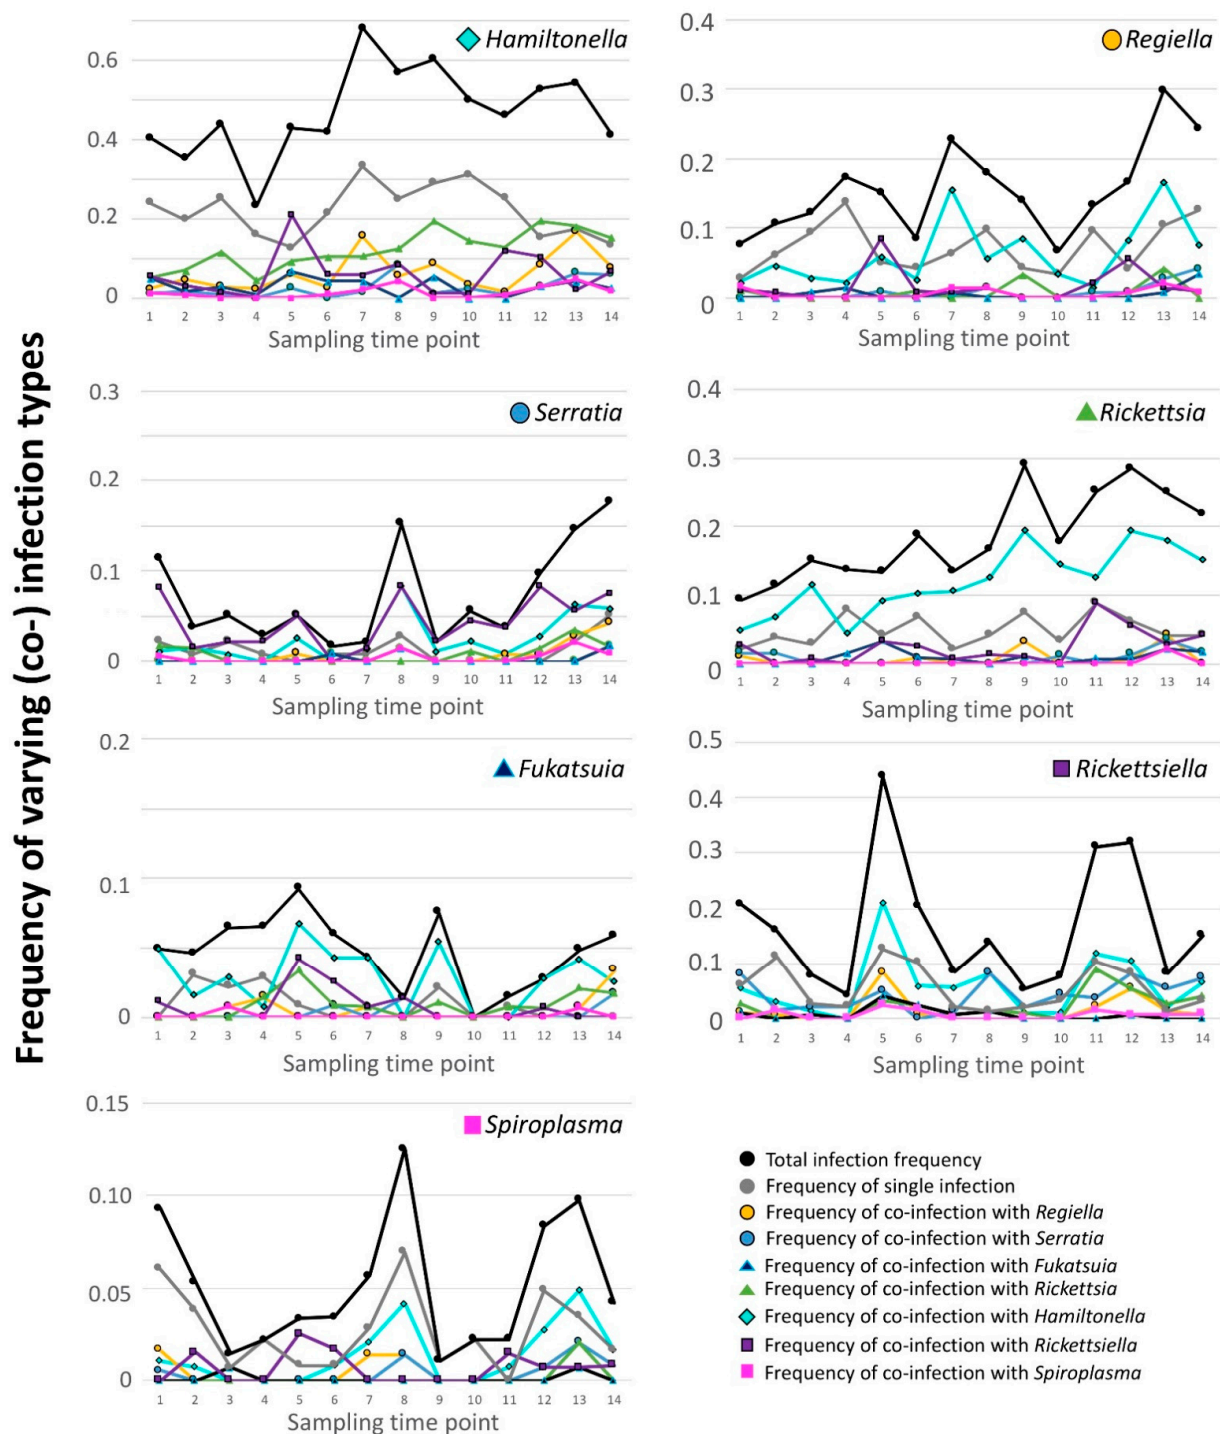 Frequency of varying (co-) infection types
Hamiltonella
0.6
0.4
0.2
0
1 2 3 4 5 6 7 8 9 10 11 12 13 14
Sampling time point
Regiella
0.4
0.3
0.2
0.1
0
1 2 3 4 5 6 7 8 9 10 11 12 13 14
Sampling time point
Serratia
0.3
0.2
0.1
0
1 2 3 4 5 6 7 8 9 10 11 12 13 14
Sampling time point
Rickettsia
0.4
0.3
0.2
0.1
0
1 2 3 4 5 6 7 8 9 10 11 12 13 14
Sampling time point
Fukatsuia
0.2
0.1
0
1 2 3 4 5 6 7 8 9 10 11 12 13 14
Sampling time point
Rickettsiella
0.5
0.4
0.3
0.2
0.1
0
1 2 3 4 5 6 7 8 9 10 11 12 13 14
Sampling time point
Spiroplasma
0.15
0.10
0.05
0
1 2 3 4 5 6 7 8 9 10 11 12 13 14
Sampling time point
Total infection frequency
Frequency of single infection
Frequency of co-infection with Regiella
Frequency of co-infection with Serratia
Frequency of co-infection with Fukatsuia
Frequency of co-infection with Rickettsia
Frequency of co-infection with Hamiltonella
Frequency of co-infection with Rickettsiella
Frequency of co-infection with Spiroplasma